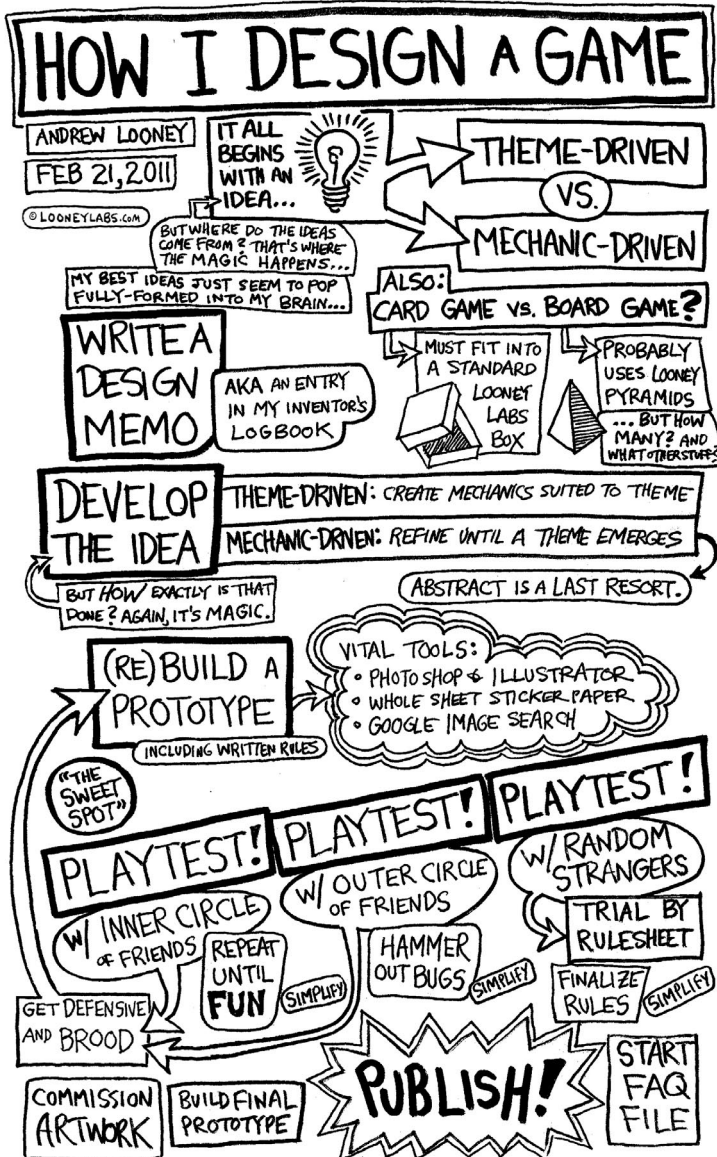 HOW I DESIGN A GAME
ANDREW LOONEY
FEB 21, 2011
© LOONEYLABS.COM
IT ALL
BEGINS
WITH AN
IDEA...
THEME-DRIVEN
VS.
MECHANIC-DRIVEN
BUT WHERE DO THE IDEAS
COME FROM? THAT'S WHERE
THE MAGIC HAPPENS...
MY BEST IDEAS JUST SEEM TO POP
FULLY-FORMED INTO MY BRAIN...
ALSO:
CARD GAME VS. BOARD GAME?
MUST FIT INTO
A STANDARD
LOONEY
LABS
BOX
PROBABLY
USES LOONEY
PYRAMIDS
... BUT HOW
MANY? AND
WHAT OTHER STUFF?
WRITE A
DESIGN
MEMO
AKA AN ENTRY
IN MY INVENTOR'S
LOGBOOK
DEVELOP
THE IDEA
THEME-DRIVEN: CREATE MECHANICS SUITED TO THEME
MECHANIC-DRIVEN: REFINE UNTIL A THEME EMERGES
ABSTRACT IS A LAST RESORT.
BUT HOW EXACTLY IS THAT
DONE? AGAIN, IT'S MAGIC.
(RE)BUILD A
PROTOTYPE
INCLUDING WRITTEN RULES
VITAL TOOLS:
• PHOTOSHOP & ILLUSTRATOR
• WHOLE SHEET STICKER PAPER
• GOOGLE IMAGE SEARCH
"THE
SWEET
SPOT"
PLAYTEST!
W/ INNER CIRCLE
OF FRIENDS
REPEAT
UNTIL
FUN
SIMPLIFY
PLAYTEST!
W/ OUTER CIRCLE
OF FRIENDS
HAMMER
OUT BUGS
SIMPLIFY
PLAYTEST!
W/ RANDOM
STRANGERS
TRIAL BY
RULESHEET
FINALIZE
RULES
SIMPLIFY
GET DEFENSIVE
AND BROOD
COMMISSION
ARTWORK
BUILD FINAL
PROTOTYPE
PUBLISH!
START
FAQ
FILE